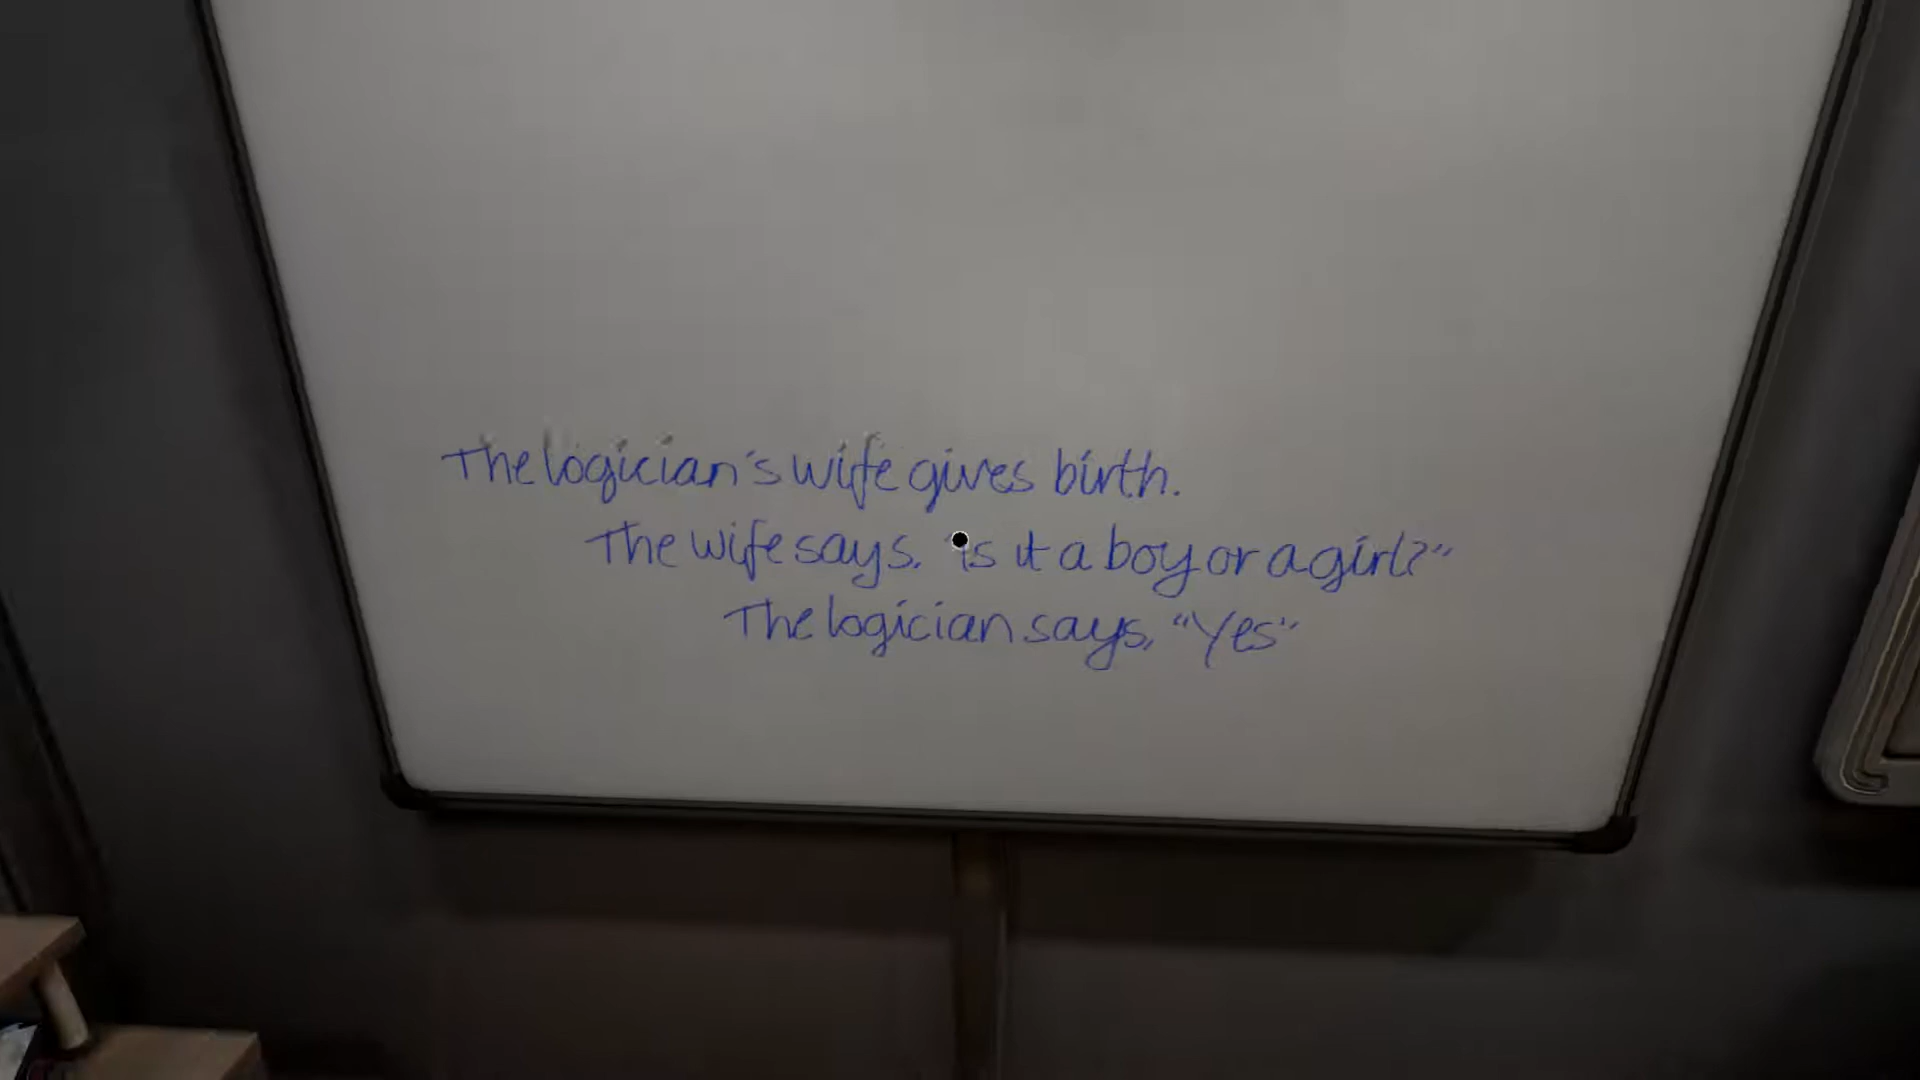 The logician's wife gives birth.
The wife says, "is it a boy or a girl?"
The logician says, "Yes"